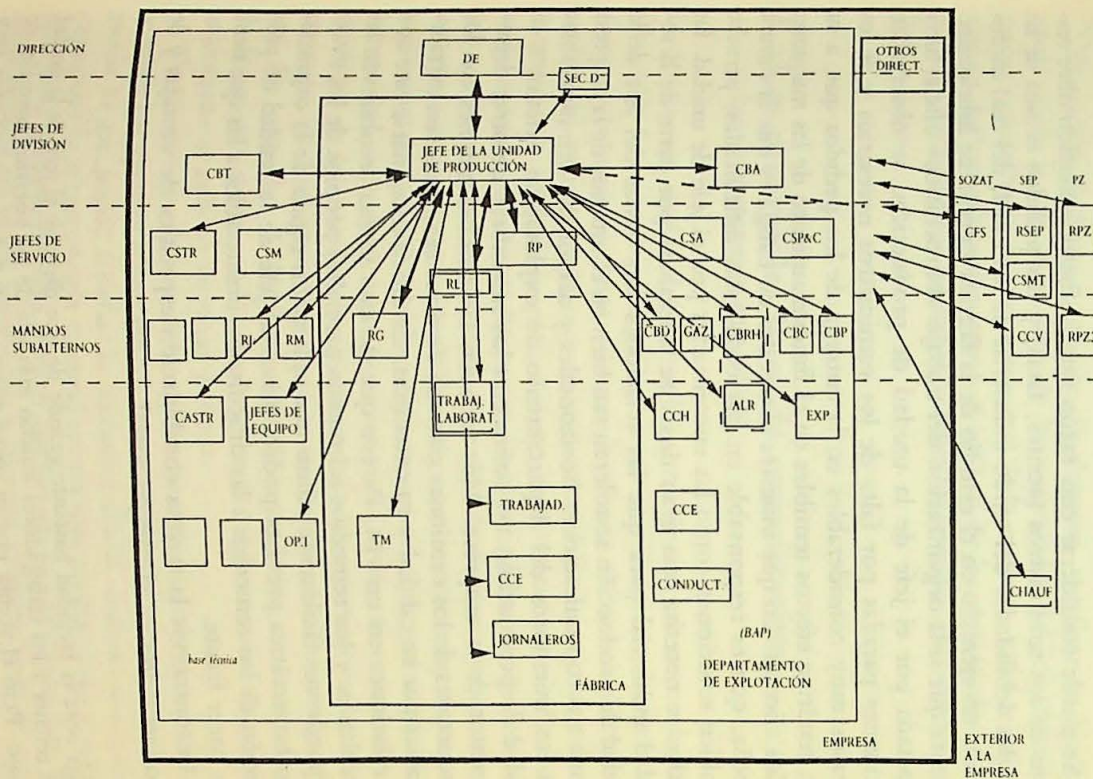 DIRECCIÓN
DE
SEC.D
OTROS
DIRECT.
JEFES DE
DIVISIÓN
JEFE DE LA UNIDAD
DE PRODUCCIÓN
CBT
CBA
SOZAT
SEP.
PZ
JEFES DE
SERVICIO
CSTR
CSM
RP
CSA
CSP&C
CFS
RSEP
RPZ
RL
CSMT
MANDOS
SUBALTERNOS
RJ
RM
RG
CBD
GAZ
CBRH
CBC
CBP
CCV
RPZ2
CASTR
JEFES DE
EQUIPO
TRABAJ.
LABORAT.
CCH
ALR
EXP
TRABAJAD.
CCE
OP.I
TM
CCE
CONDUCT.
CHAUF
JORNALEROS
(BAP)
base técnica
FÁBRICA
DEPARTAMENTO
DE EXPLOTACIÓN
EMPRESA
EXTERIOR
A LA
EMPRESA